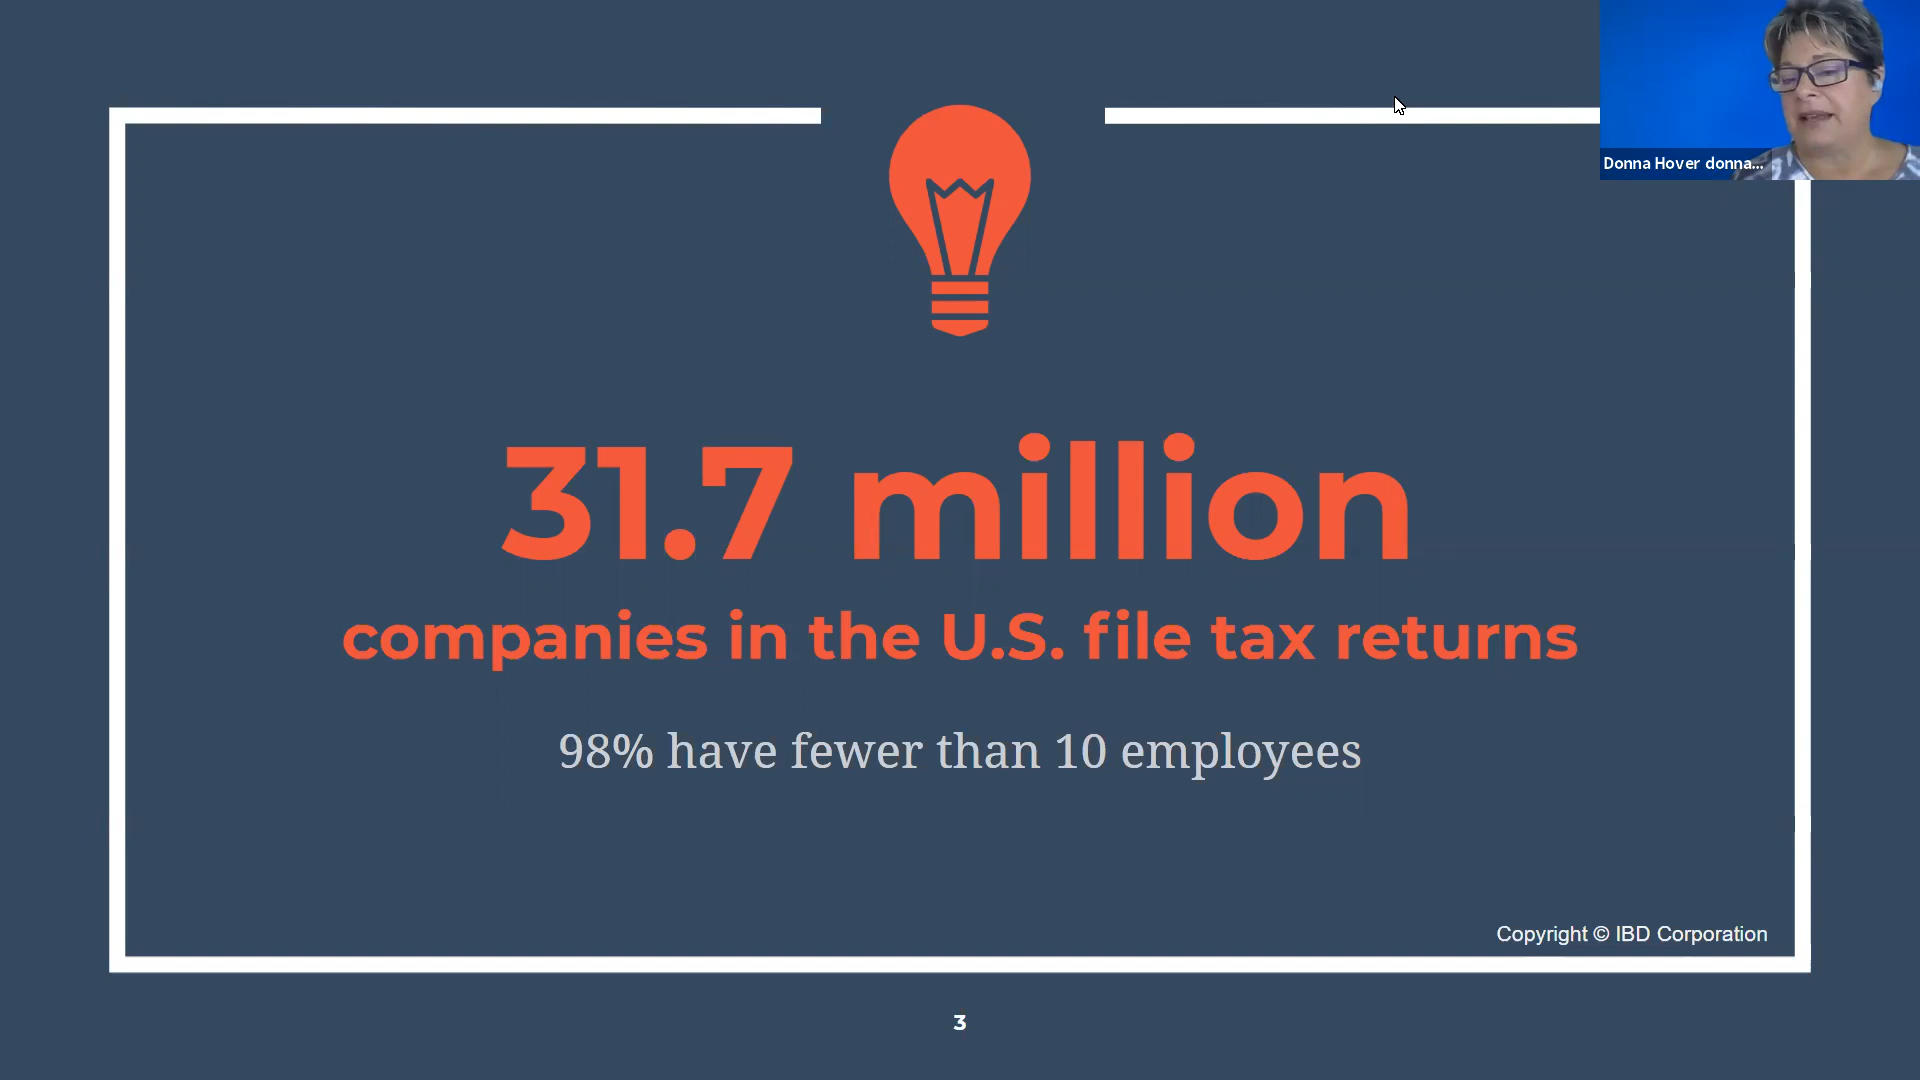 Donna Hover donna...
31.7 million
companies in the U.S. file tax returns
98% have fewer than 10 employees
Copyright © IBD Corporation
3